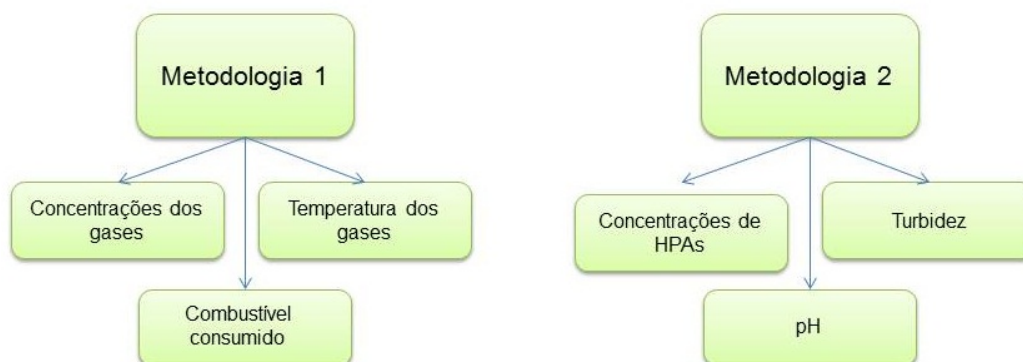 Metodologia 1
Concentrações dos
gases
Temperatura dos
gases
Combustível
consumido
Metodologia 2
Concentrações de
HPAs
Turbidez
pH